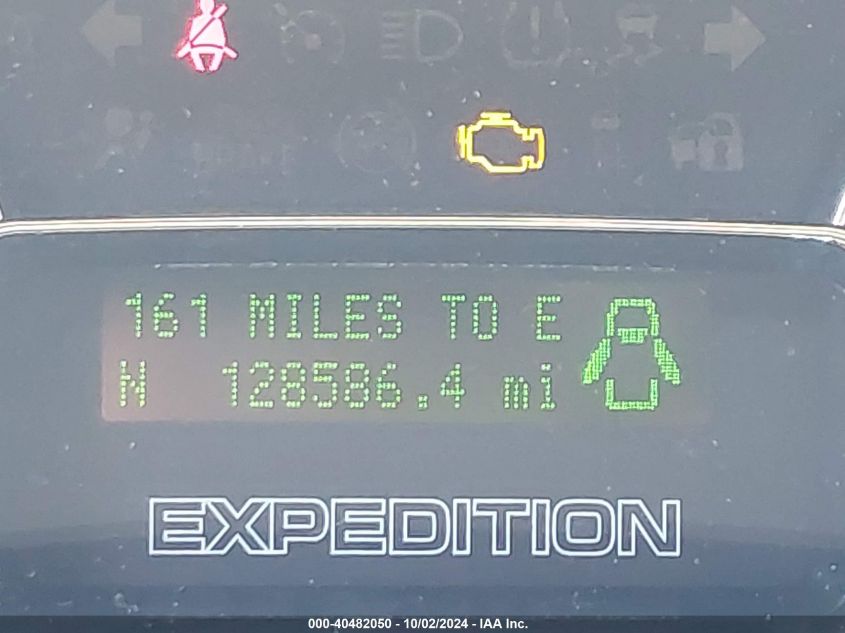 161 MILES TO E
N 128586.4 mi
EXPEDITION
000-40482050 - 10/02/2024 - IAA Inc.